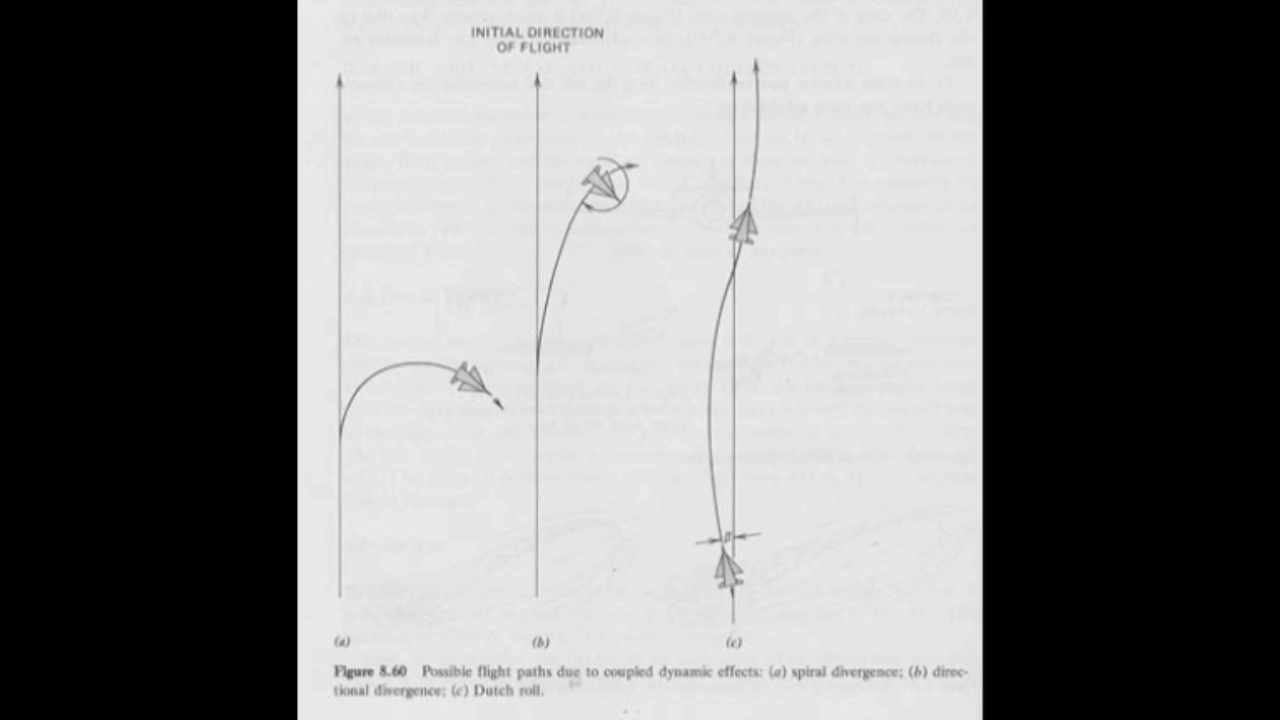 INITIAL DIRECTION
OF FLIGHT
β
(a)
(b)
(c)
Figure 8.60 Possible flight paths due to coupled dynamic effects: (a) spiral divergence; (b) direc-
tional divergence; (c) Dutch roll.